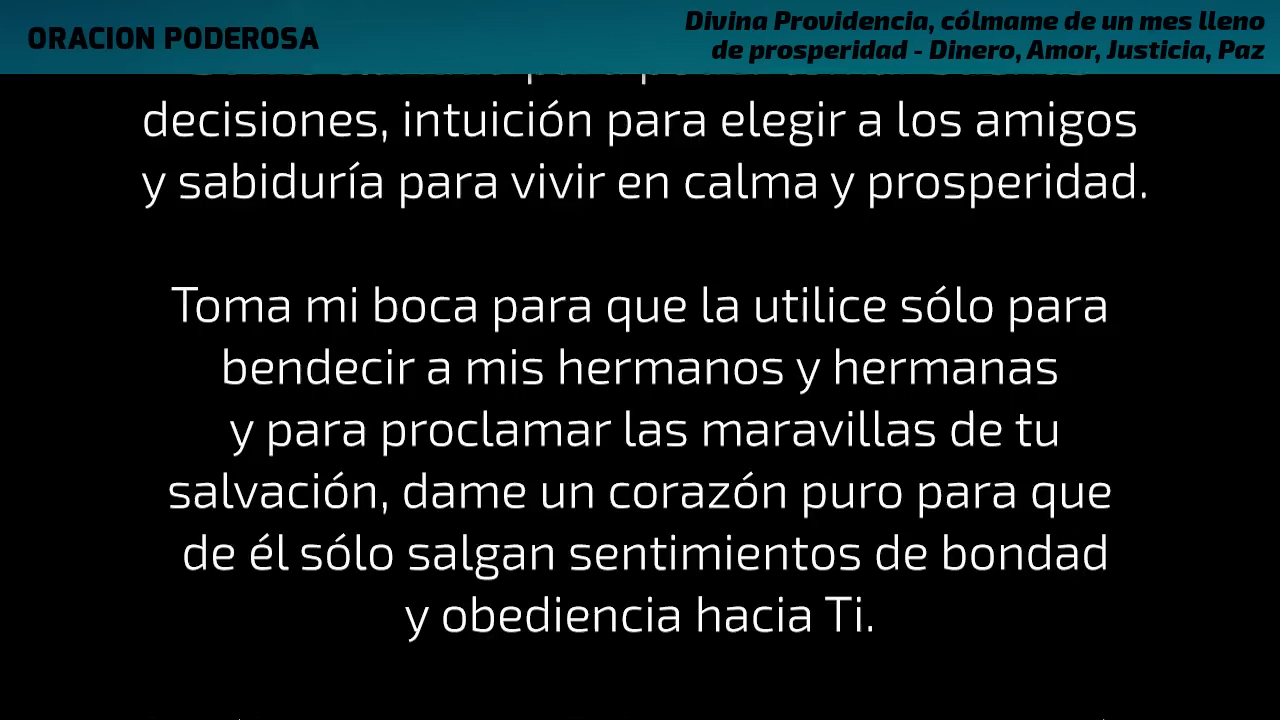 ORACION PODEROSA
Divina Providencia, cólmame de un mes lleno
de prosperidad - Dinero, Amor, Justicia, Paz
decisiones, intuición para elegir a los amigos
y sabiduría para vivir en calma y prosperidad.
Toma mi boca para que la utilice sólo para
bendecir a mis hermanos y hermanas
y para proclamar las maravillas de tu
salvación, dame un corazón puro para que
de él sólo salgan sentimientos de bondad
y obediencia hacia Ti.